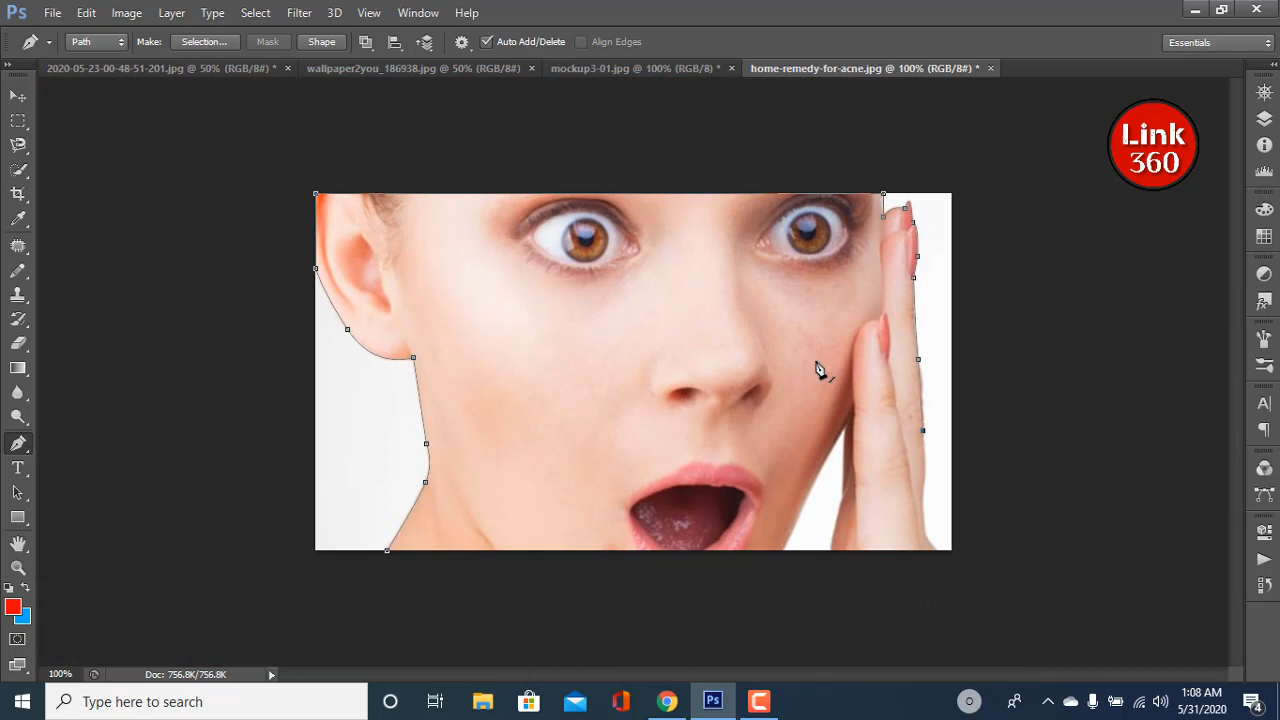 Ps File Edit Image Layer Type Select Filter 3D View Window Help
Path Make: Selection... Mask Shape Auto Add/Delete Align Edges Essentials
2020-05-23-00-48-51-201.jpg @ 50% (RGB/8#) * × wallpaper2you_186938.jpg @ 50% (RGB/8#) × mockup3-01.jpg @ 100% (RGB/8) * × home-remedy-for-acne.jpg @ 100% (RGB/8#) * ×
Link
360
100% Doc: 756.8K/756.8K
Type here to search
Ps
1:08 AM
5/31/2020
4